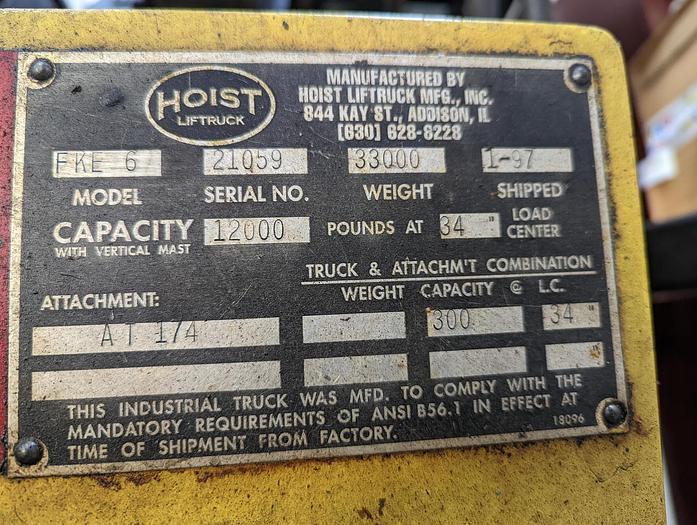 HOIST
LIFTRUCK
MANUFACTURED BY
HOIST LIFTRUCK MFG., INC.
844 KAY ST., ADDISON, IL
(630) 628-8228
FKE 6 21059 33000 1-97
MODEL SERIAL NO. WEIGHT SHIPPED
CAPACITY 12000 POUNDS AT 34 " LOAD CENTER
WITH VERTICAL MAST
TRUCK & ATTACHM'T COMBINATION
ATTACHMENT: WEIGHT CAPACITY @ L.C.
AT 174 300 34 "
"
THIS INDUSTRIAL TRUCK WAS MFD. TO COMPLY WITH THE
MANDATORY REQUIREMENTS OF ANSI B56.1 IN EFFECT AT
TIME OF SHIPMENT FROM FACTORY.
18096